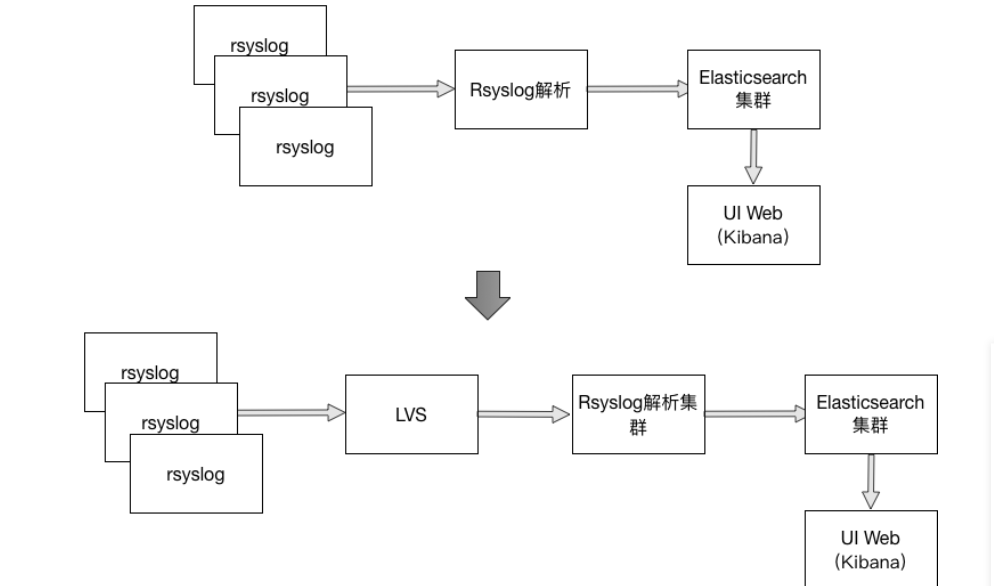 rsyslog
rsyslog
rsyslog
Rsyslog解析
Elasticsearch
集群
UI Web
（Kibana）
rsyslog
rsyslog
rsyslog
LVS
Rsyslog解析集
群
Elasticsearch
集群
UI Web
（Kibana）